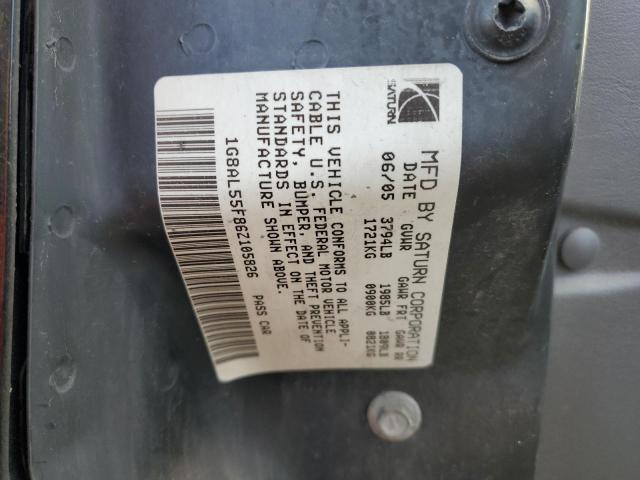 SATURN
MFD BY SATURN CORPORATION
DATE GVWR GAWR FRT GAWR RR
06/05 3794LB 1985LB 1809LB
1721KG 0900KG 0821KG
THIS VEHICLE CONFORMS TO ALL APPLI-
CABLE U.S. FEDERAL MOTOR VEHICLE
SAFETY, BUMPER, AND THEFT PREVENTION
STANDARDS IN EFFECT ON THE DATE OF
MANUFACTURE SHOWN ABOVE.
1G8AL55F86Z105826 PASS CAR